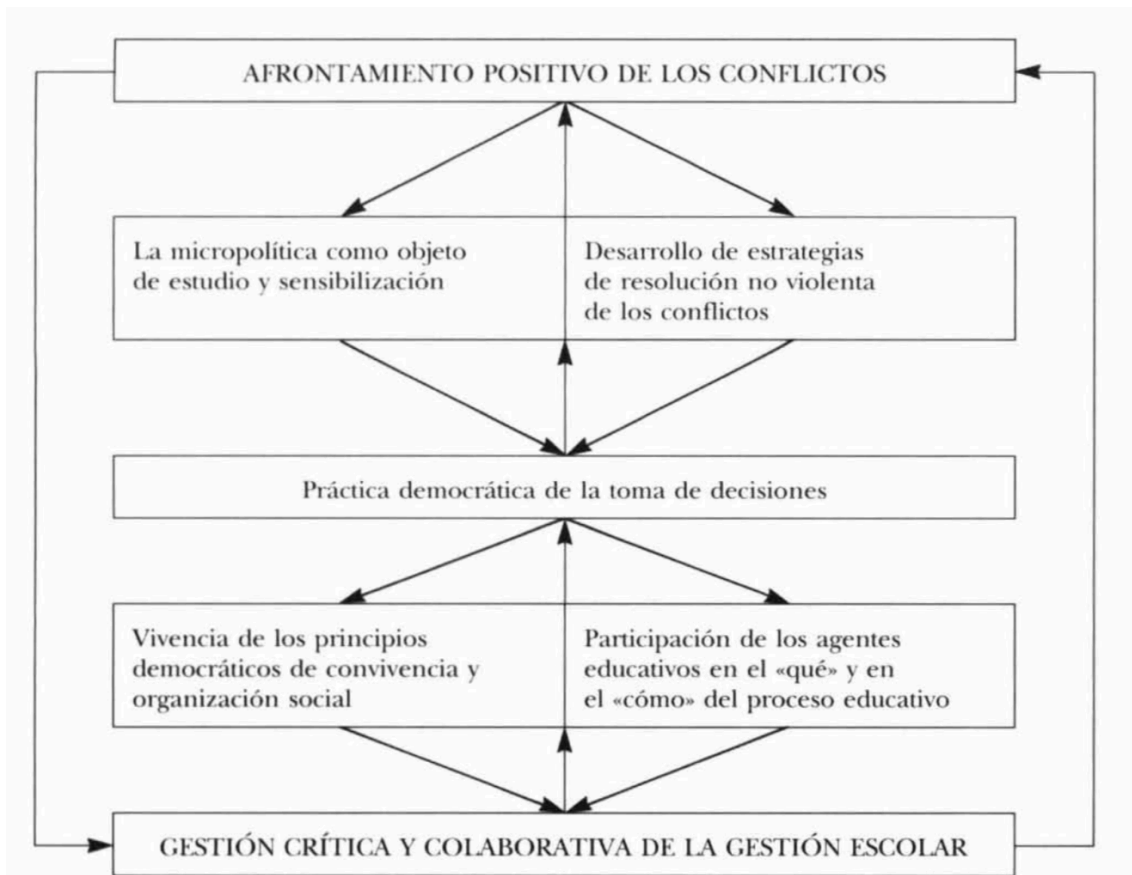 AFRONTAMIENTO POSITIVO DE LOS CONFLICTOS
La micropolítica como objeto
de estudio y sensibilización
Desarrollo de estrategias
de resolución no violenta
de los conflictos
Práctica democrática de la toma de decisiones
Vivencia de los principios
democráticos de convivencia y
organización social
Participación de los agentes
educativos en el «qué» y en
el «cómo» del proceso educativo
GESTIÓN CRÍTICA Y COLABORATIVA DE LA GESTIÓN ESCOLAR